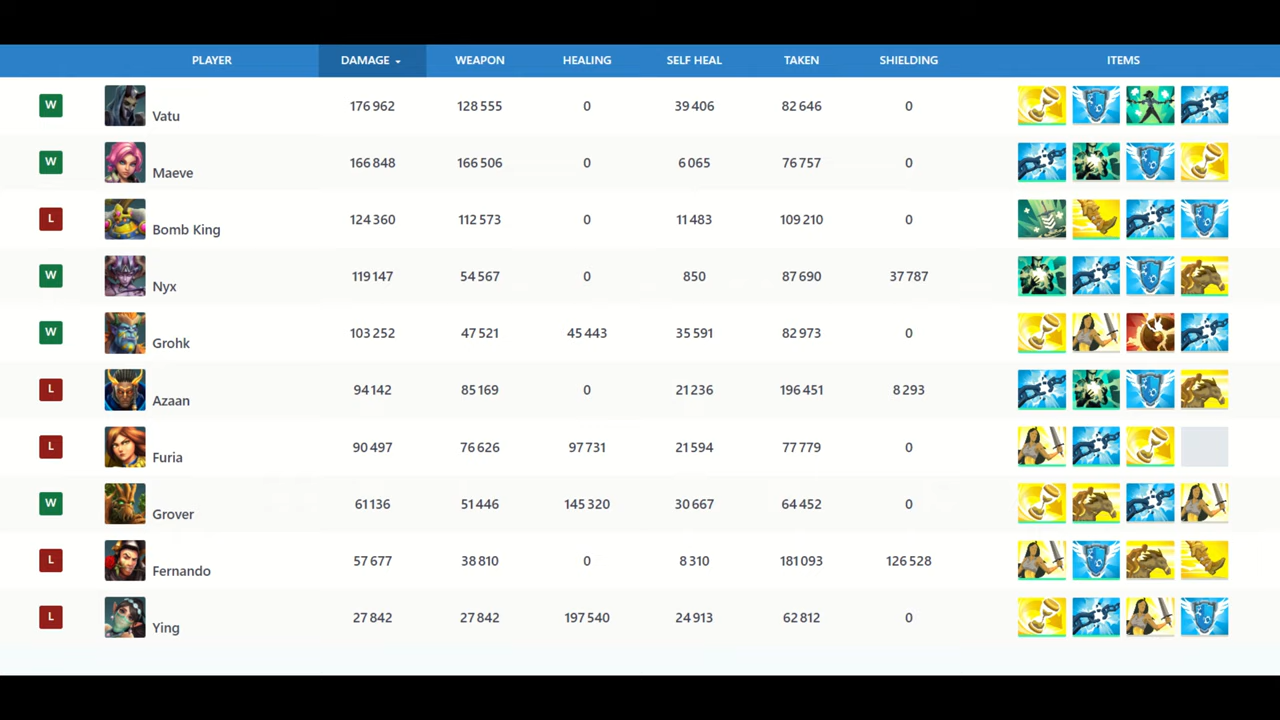 PLAYER DAMAGE WEAPON HEALING SELF HEAL TAKEN SHIELDING ITEMS
W Vatu 176 962 128 555 0 39 406 82 646 0
W Maeve 166 848 166 506 0 6 065 76 757 0
L Bomb King 124 360 112 573 0 11 483 109 210 0
W Nyx 119 147 54 567 0 850 87 690 37 787
W Grohk 103 252 47 521 45 443 35 591 82 973 0
L Azaan 94 142 85 169 0 21 236 196 451 8 293
L Furia 90 497 76 626 97 731 21 594 77 779 0
W Grover 61 136 51 446 145 320 30 667 64 452 0
L Fernando 57 677 38 810 0 8 310 181 093 126 528
L Ying 27 842 27 842 197 540 24 913 62 812 0